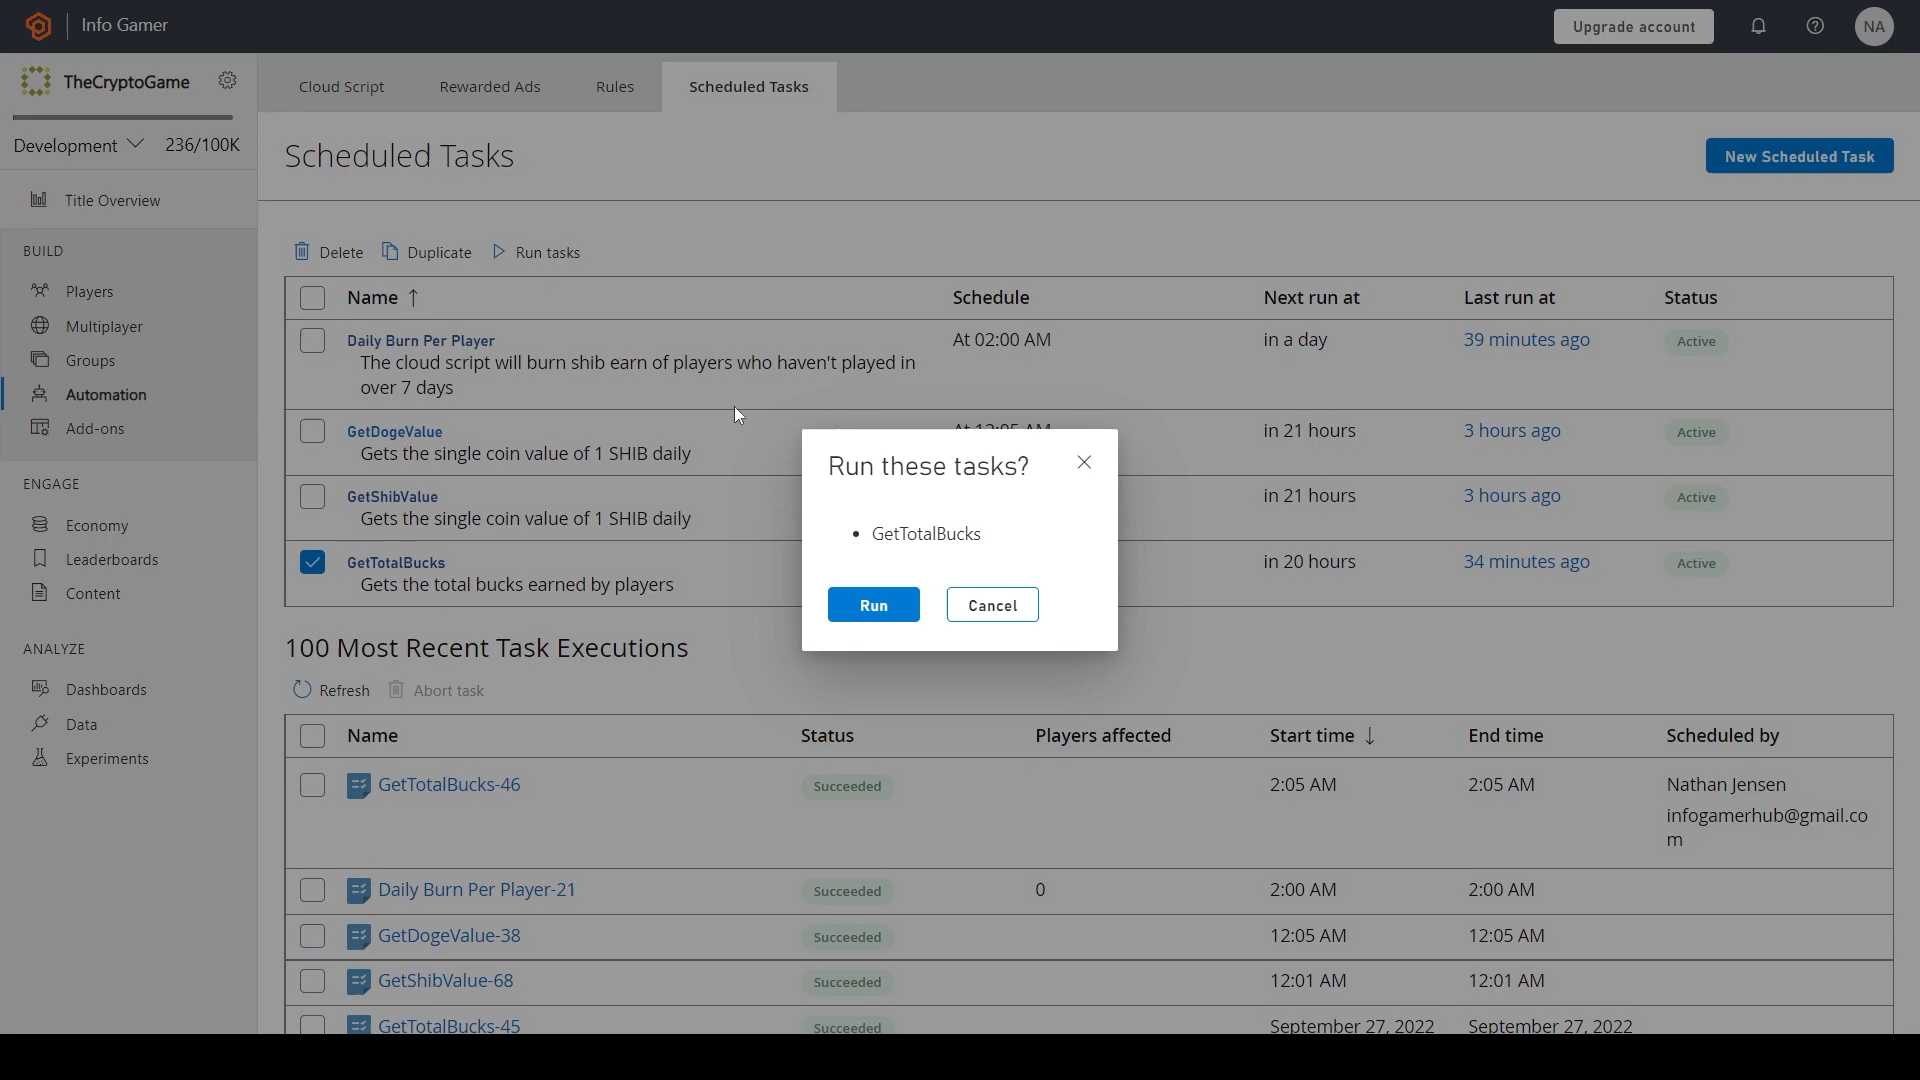 Info Gamer
Upgrade account
NA
TheCryptoGame
Development 236/100K
Cloud Script
Rewarded Ads
Rules
Scheduled Tasks
Scheduled Tasks
New Scheduled Task
Title Overview
BUILD
Players
Multiplayer
Groups
Automation
Add-ons
ENGAGE
Economy
Leaderboards
Content
ANALYZE
Dashboards
Data
Experiments
Delete Duplicate Run tasks
Name ↑ Schedule Next run at Last run at Status
Daily Burn Per Player At 02:00 AM in a day 39 minutes ago Active
The cloud script will burn shib earn of players who haven't played in
over 7 days
GetDogeValue At 12:05 AM in 21 hours 3 hours ago Active
Gets the single coin value of 1 SHIB daily
GetShibValue in 21 hours 3 hours ago Active
Gets the single coin value of 1 SHIB daily
GetTotalBucks in 20 hours 34 minutes ago Active
Gets the total bucks earned by players
Run these tasks?
• GetTotalBucks
Run Cancel
100 Most Recent Task Executions
Refresh Abort task
Name Status Players affected Start time ↓ End time Scheduled by
GetTotalBucks-46 Succeeded 2:05 AM 2:05 AM Nathan Jensen
infogamerhub@gmail.co
m
Daily Burn Per Player-21 Succeeded 0 2:00 AM 2:00 AM
GetDogeValue-38 Succeeded 12:05 AM 12:05 AM
GetShibValue-68 Succeeded 12:01 AM 12:01 AM
GetTotalBucks-45 Succeeded September 27, 2022 September 27, 2022